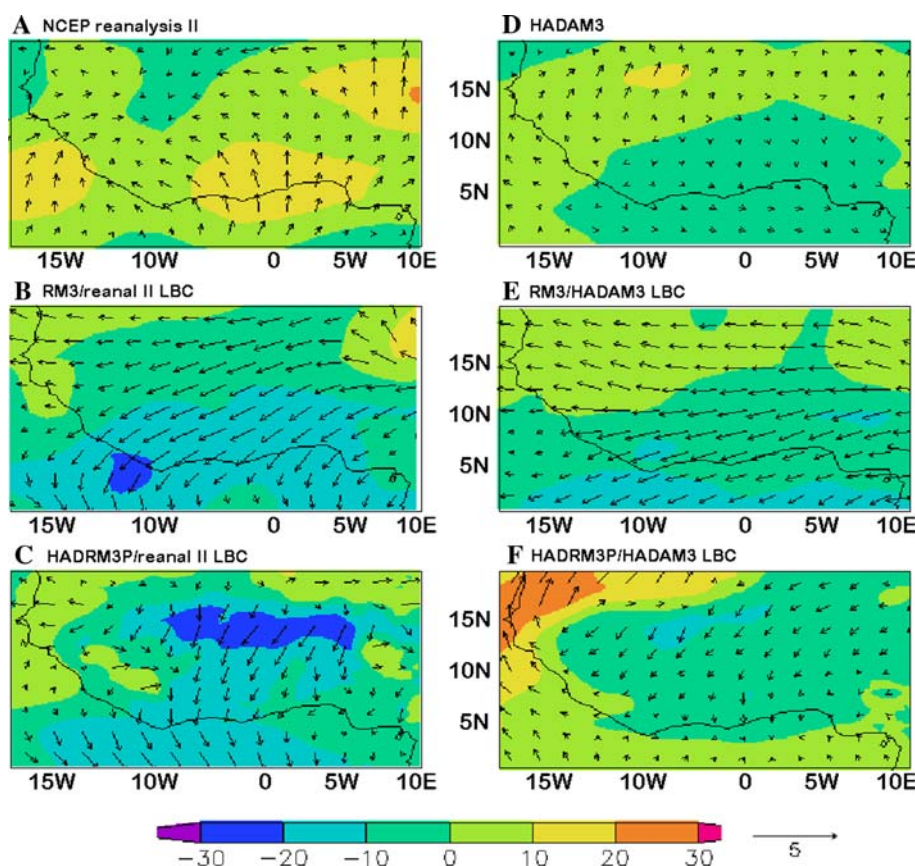 A NCEP reanalysis II
D HADAM3
15N
10N
5N
15W 10W 0 5W 10E
15W 10W 0 5W 10E
B RM3/reanal II LBC
E RM3/HADAM3 LBC
15N
10N
5N
15W 10W 0 5W 10E
15W 10W 0 5W 10E
C HADRM3P/reanal II LBC
F HADRM3P/HADAM3 LBC
15N
10N
5N
15W 10W 0 5W 10E
15W 10W 0 5W 10E
−30 −20 −10 0 10 20 30
5